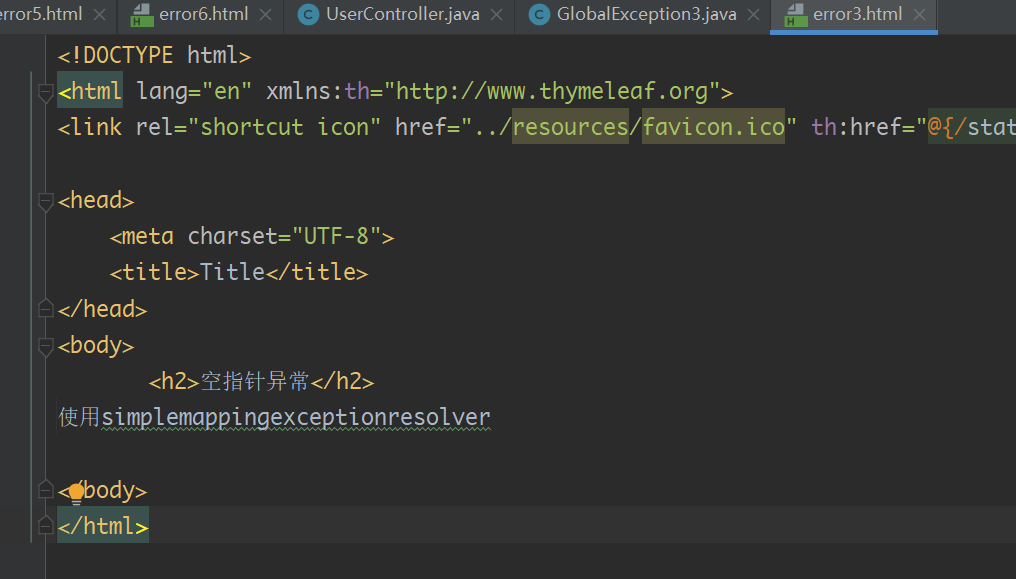 error5.html
error6.html
UserController.java
GlobalException3.java
error3.html
<!DOCTYPE html>
<html lang="en" xmlns:th="http://www.thymeleaf.org">
<link rel="shortcut icon" href="../resources/favicon.ico" th:href="@{/stat
<head>
<meta charset="UTF-8">
<title>Title</title>
</head>
<body>
<h2>空指针异常</h2>
使用simplemappingexceptionresolver
</body>
</html>